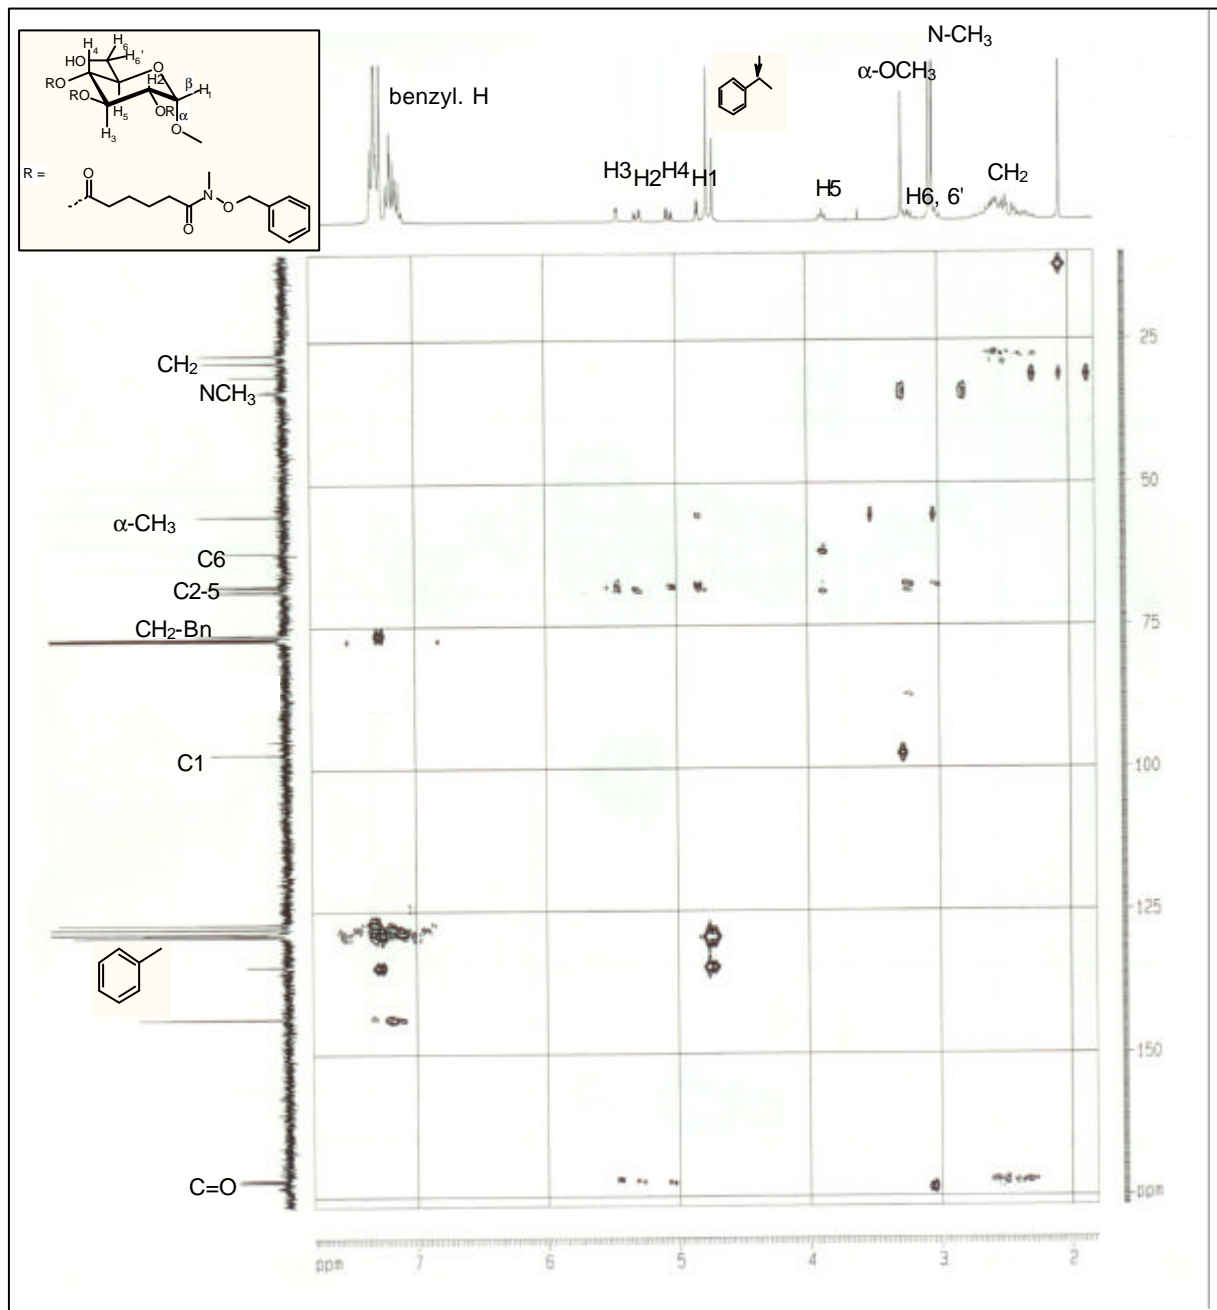 N-CH₃
α-OCH₃
benzyl. H
H3
H2
H4
H1
H5
H6, 6'
CH₂
H₄
H₆
H₆'
HO
RO
O
H2
β
H₁
RO
H₅
OR
α
H₃
O
R =
O
N
O
O
CH₂
NCH₃
α-CH₃
C6
C2-5
CH₂-Bn
C1
C=O
25
50
75
100
125
150
ppm
ppm
7
6
5
4
3
2